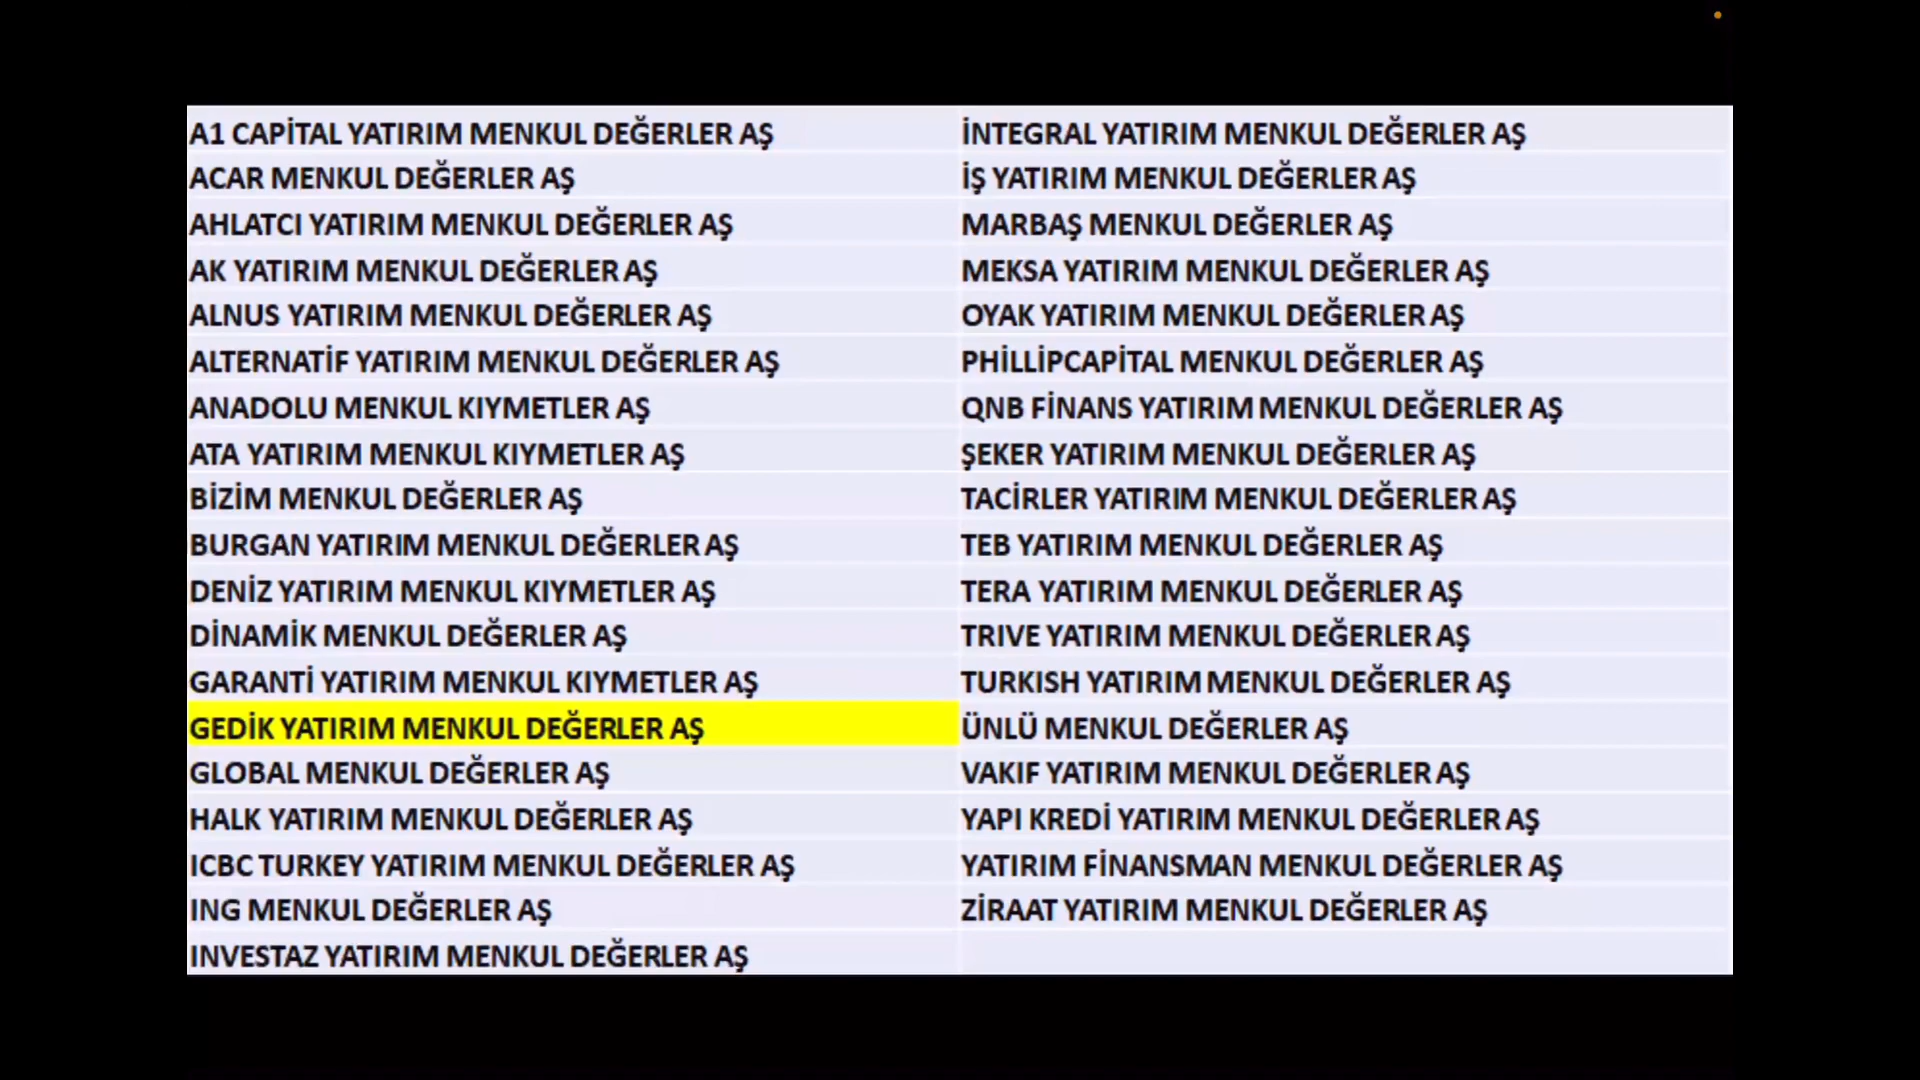 A1 CAPİTAL YATIRIM MENKUL DEĞERLER AŞ
ACAR MENKUL DEĞERLER AŞ
AHLATCI YATIRIM MENKUL DEĞERLER AŞ
AK YATIRIM MENKUL DEĞERLER AŞ
ALNUS YATIRIM MENKUL DEĞERLER AŞ
ALTERNATİF YATIRIM MENKUL DEĞERLER AŞ
ANADOLU MENKUL KIYMETLER AŞ
ATA YATIRIM MENKUL KIYMETLER AŞ
BİZİM MENKUL DEĞERLER AŞ
BURGAN YATIRIM MENKUL DEĞERLER AŞ
DENİZ YATIRIM MENKUL KIYMETLER AŞ
DİNAMİK MENKUL DEĞERLER AŞ
GARANTİ YATIRIM MENKUL KIYMETLER AŞ
GEDİK YATIRIM MENKUL DEĞERLER AŞ
GLOBAL MENKUL DEĞERLER AŞ
HALK YATIRIM MENKUL DEĞERLER AŞ
ICBC TURKEY YATIRIM MENKUL DEĞERLER AŞ
ING MENKUL DEĞERLER AŞ
INVESTAZ YATIRIM MENKUL DEĞERLER AŞ
İNTEGRAL YATIRIM MENKUL DEĞERLER AŞ
İŞ YATIRIM MENKUL DEĞERLER AŞ
MARBAŞ MENKUL DEĞERLER AŞ
MEKSA YATIRIM MENKUL DEĞERLER AŞ
OYAK YATIRIM MENKUL DEĞERLER AŞ
PHİLLİPCAPİTAL MENKUL DEĞERLER AŞ
QNB FİNANS YATIRIM MENKUL DEĞERLER AŞ
ŞEKER YATIRIM MENKUL DEĞERLER AŞ
TACİRLER YATIRIM MENKUL DEĞERLER AŞ
TEB YATIRIM MENKUL DEĞERLER AŞ
TERA YATIRIM MENKUL DEĞERLER AŞ
TRIVE YATIRIM MENKUL DEĞERLER AŞ
TURKISH YATIRIM MENKUL DEĞERLER AŞ
ÜNLÜ MENKUL DEĞERLER AŞ
VAKIF YATIRIM MENKUL DEĞERLER AŞ
YAPI KREDİ YATIRIM MENKUL DEĞERLER AŞ
YATIRIM FİNANSMAN MENKUL DEĞERLER AŞ
ZİRAAT YATIRIM MENKUL DEĞERLER AŞ